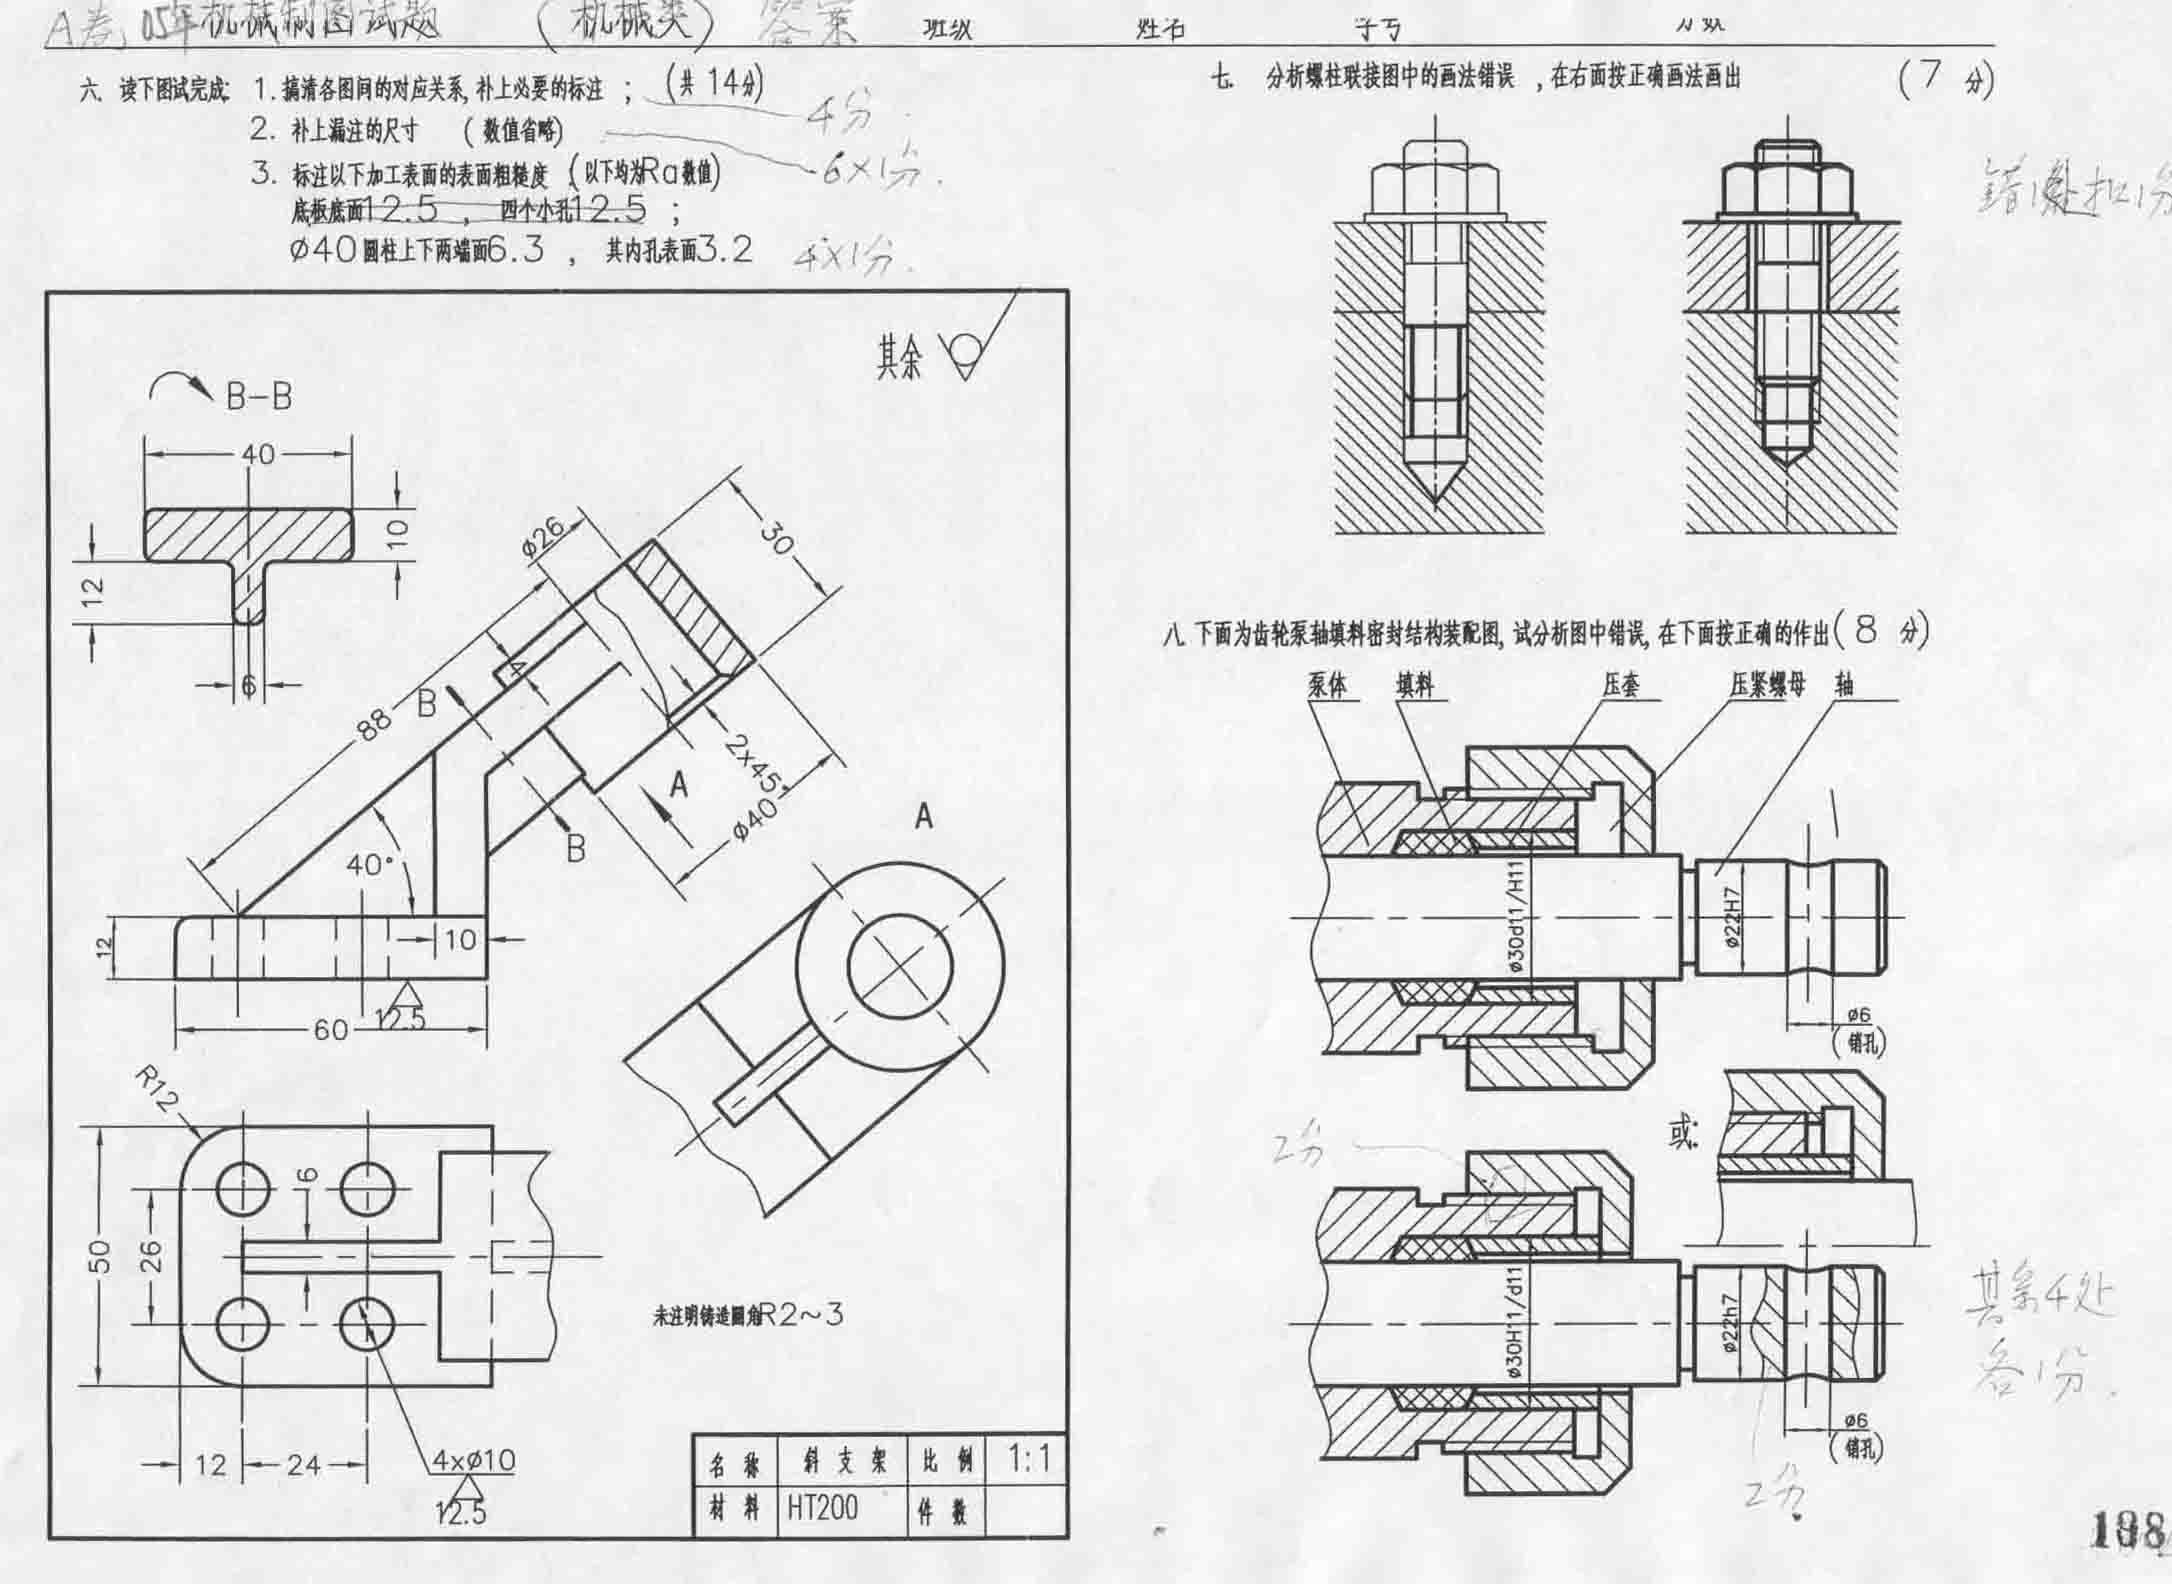 A卷 05年机械制图试题 (机械类) 答案 班级 姓名 学号 分数
六. 读下图试完成: 1. 搞清各图间的对应关系, 补上必要的标注 ; (共 14分)
4分.
2. 补上漏注的尺寸 (数值省略)
6×1分.
3. 标注以下加工表面的表面粗糙度 (以下均为Ra数值)
底板底面12.5 , 四个小孔12.5 ;
ø40圆柱上下两端面6.3 , 其内孔表面3.2
4×1分.
其余
B-B
40
10
12
6
ø26
30
4
88
B
A
2×45°
ø40
B
40°
A
12
10
60
12.5
R12
6
50
26
12
24
4xø10
12.5
未注明铸造圆角R2~3
名 称 斜 支 架 比 例 1:1
材 料 HT200 件 数
七. 分析螺柱联接图中的画法错误 , 在右面按正确画法画出 (7 分)
错1处扣1分
八. 下面为齿轮泵轴填料密封结构装配图, 试分析图中错误, 在下面按正确的作出(8 分)
泵体 填料 压套 压紧螺母 轴
ø30d11/H11
ø22H7
ø6
(销孔)
或:
2分
ø30H11/d11
ø22h7
ø6
(销孔)
2分
其余4处
各1分.